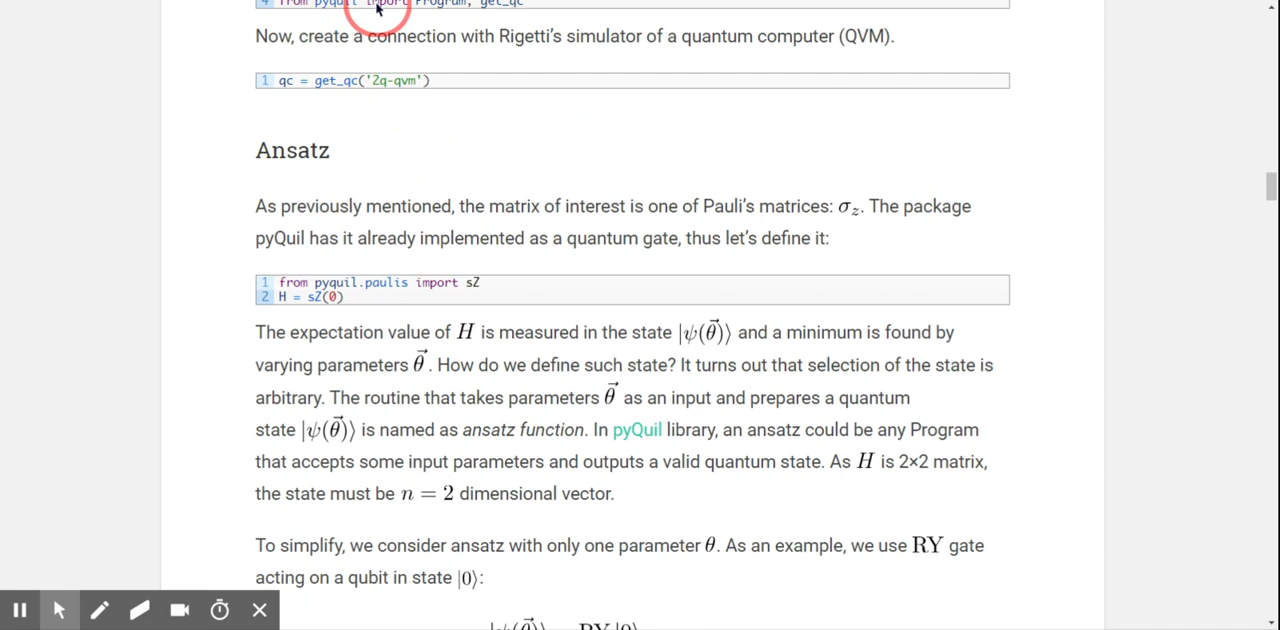 4 from pyquil import Program, get_qc
Now, create a connection with Rigetti’s simulator of a quantum computer (QVM).
1 qc = get_qc('2q-qvm')
Ansatz
As previously mentioned, the matrix of interest is one of Pauli’s matrices: σz. The package
pyQuil has it already implemented as a quantum gate, thus let’s define it:
1 from pyquil.paulis import sZ
2 H = sZ(0)
The expectation value of H is measured in the state |ψ(θ⃗)⟩ and a minimum is found by
varying parameters θ⃗. How do we define such state? It turns out that selection of the state is
arbitrary. The routine that takes parameters θ⃗ as an input and prepares a quantum
state |ψ(θ⃗)⟩ is named as ansatz function. In pyQuil library, an ansatz could be any Program
that accepts some input parameters and outputs a valid quantum state. As H is 2×2 matrix,
the state must be n = 2 dimensional vector.
To simplify, we consider ansatz with only one parameter θ. As an example, we use RY gate
acting on a qubit in state |0⟩:
|ψ(θ⃗)⟩ RY |0⟩